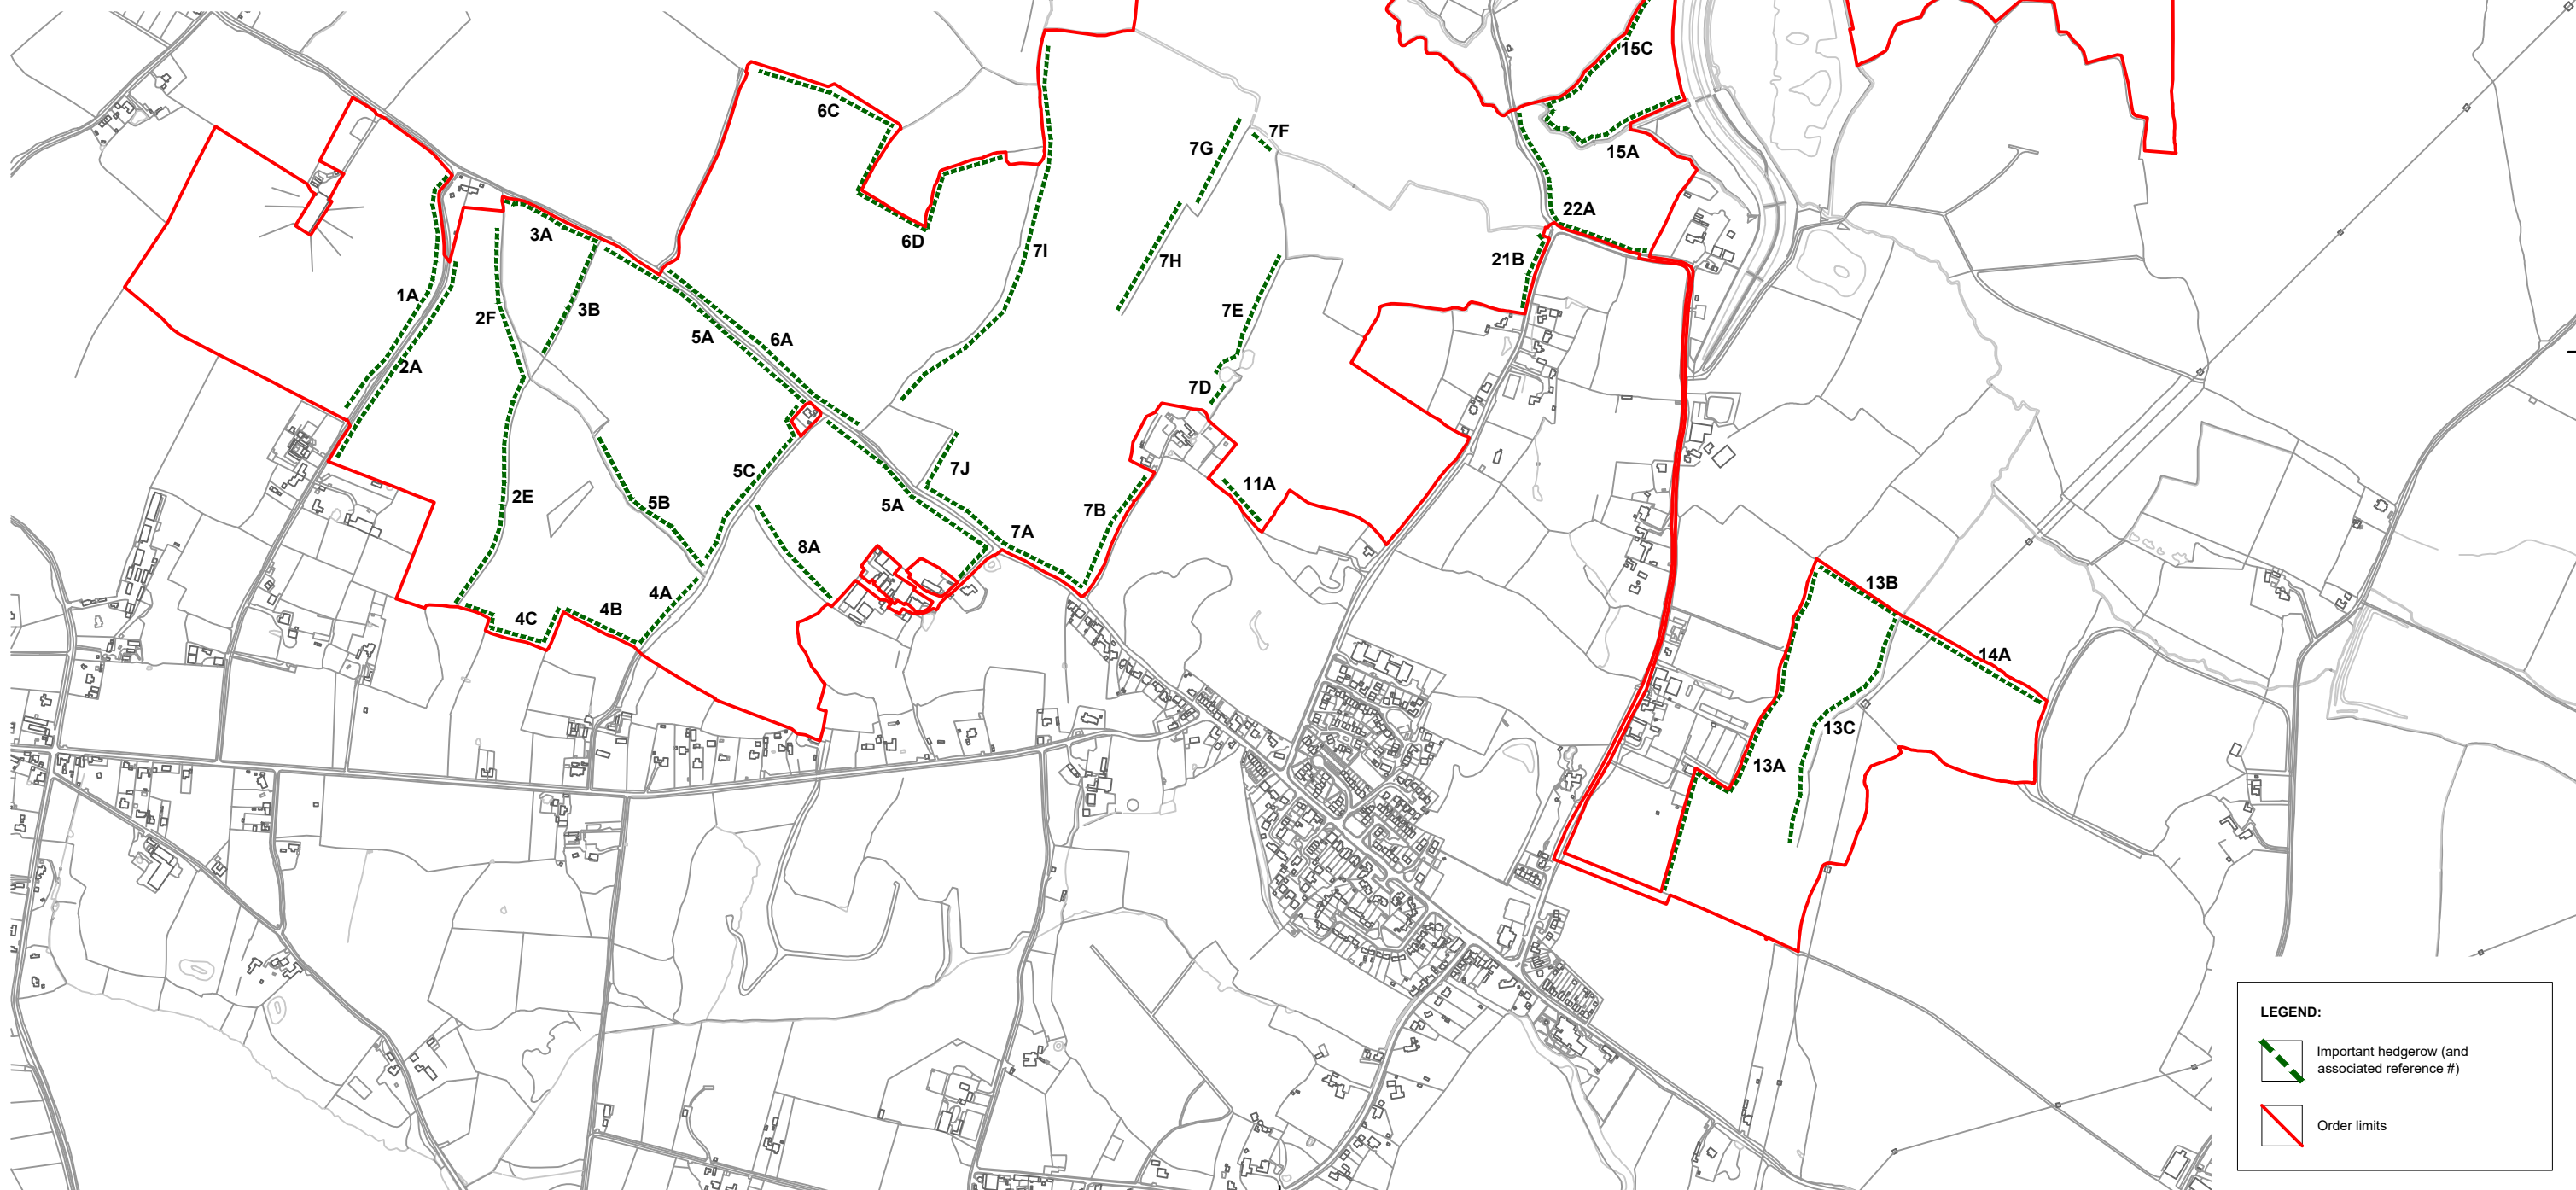 15C
6C
7F
7G
15A
22A
3A
6D
7I
21B
7H
1A
3B
7E
2F
5A
6A
2A
7D
5C
7J
11A
2E
5B
5A
7B
7A
8A
13B
4A
4B
4C
14A
13C
13A
LEGEND:
Important hedgerow (and
associated reference #)
Order limits